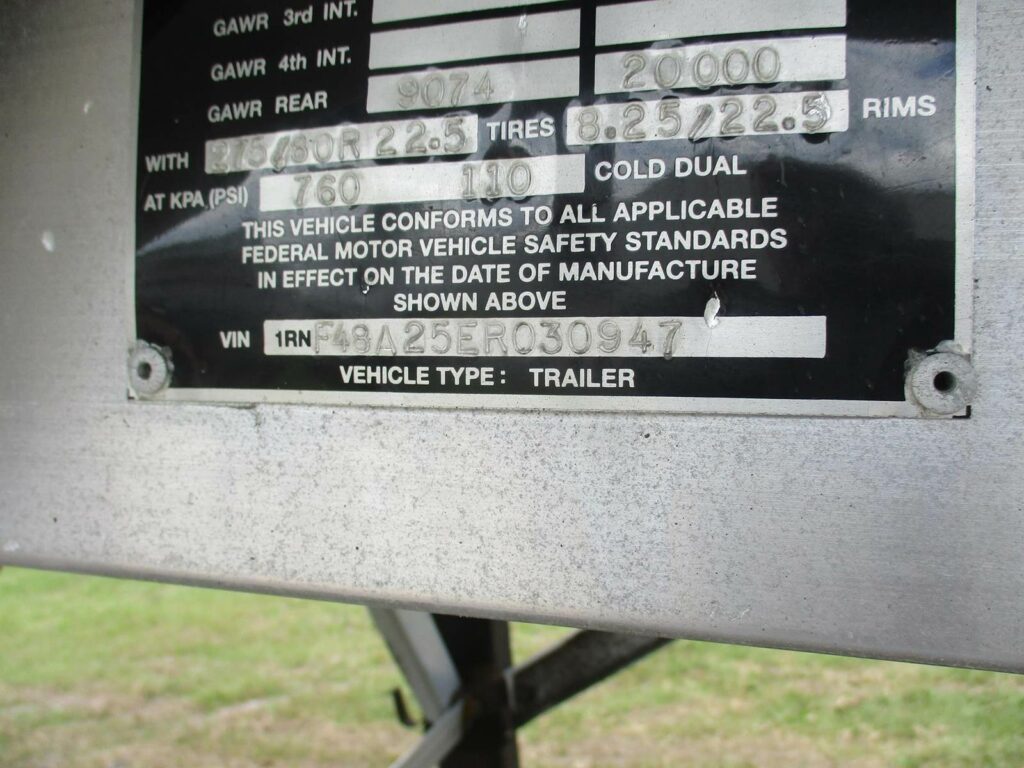 GAWR 3rd INT.
GAWR 4th INT.
GAWR REAR 9074 20000
WITH 275/80R 22.5 TIRES 8.25/22.5 RIMS
AT KPA (PSI) 760 110 COLD DUAL
THIS VEHICLE CONFORMS TO ALL APPLICABLE
FEDERAL MOTOR VEHICLE SAFETY STANDARDS
IN EFFECT ON THE DATE OF MANUFACTURE
SHOWN ABOVE
VIN 1RNF48A25ER030947
VEHICLE TYPE: TRAILER